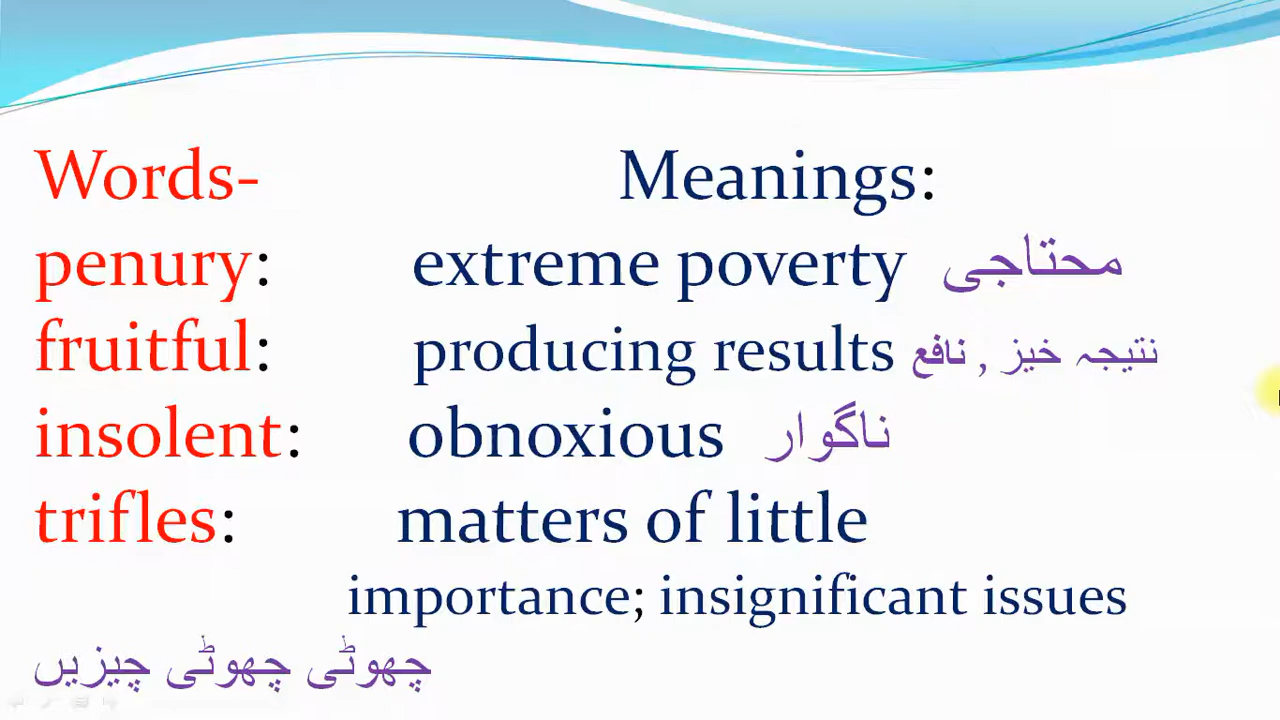 Words- Meanings:
penury: extreme poverty محتاجی
fruitful: producing results نتیجہ خیز , نافع
insolent: obnoxious ناگوار
trifles: matters of little
importance; insignificant issues
چھوٹی چھوٹی چیزیں